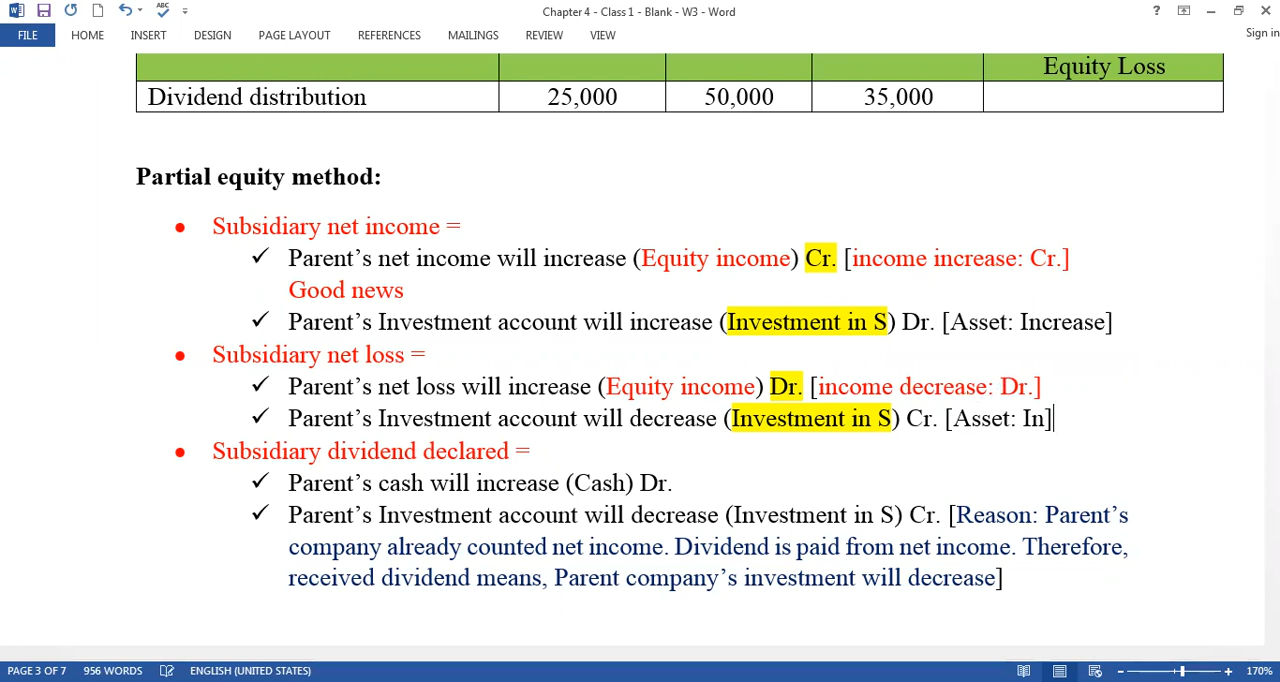 Chapter 4 - Class 1 - Blank - W3 - Word
?
Sign in
FILE HOME INSERT DESIGN PAGE LAYOUT REFERENCES MAILINGS REVIEW VIEW
Equity Loss
Dividend distribution 25,000 50,000 35,000
Partial equity method:
• Subsidiary net income =
✓ Parent’s net income will increase (Equity income) Cr. [income increase: Cr.]
Good news
✓ Parent’s Investment account will increase (Investment in S) Dr. [Asset: Increase]
• Subsidiary net loss =
✓ Parent’s net loss will increase (Equity income) Dr. [income decrease: Dr.]
✓ Parent’s Investment account will decrease (Investment in S) Cr. [Asset: In]
• Subsidiary dividend declared =
✓ Parent’s cash will increase (Cash) Dr.
✓ Parent’s Investment account will decrease (Investment in S) Cr. [Reason: Parent’s
company already counted net income. Dividend is paid from net income. Therefore,
received dividend means, Parent company’s investment will decrease]
PAGE 3 OF 7 956 WORDS ENGLISH (UNITED STATES) 170%